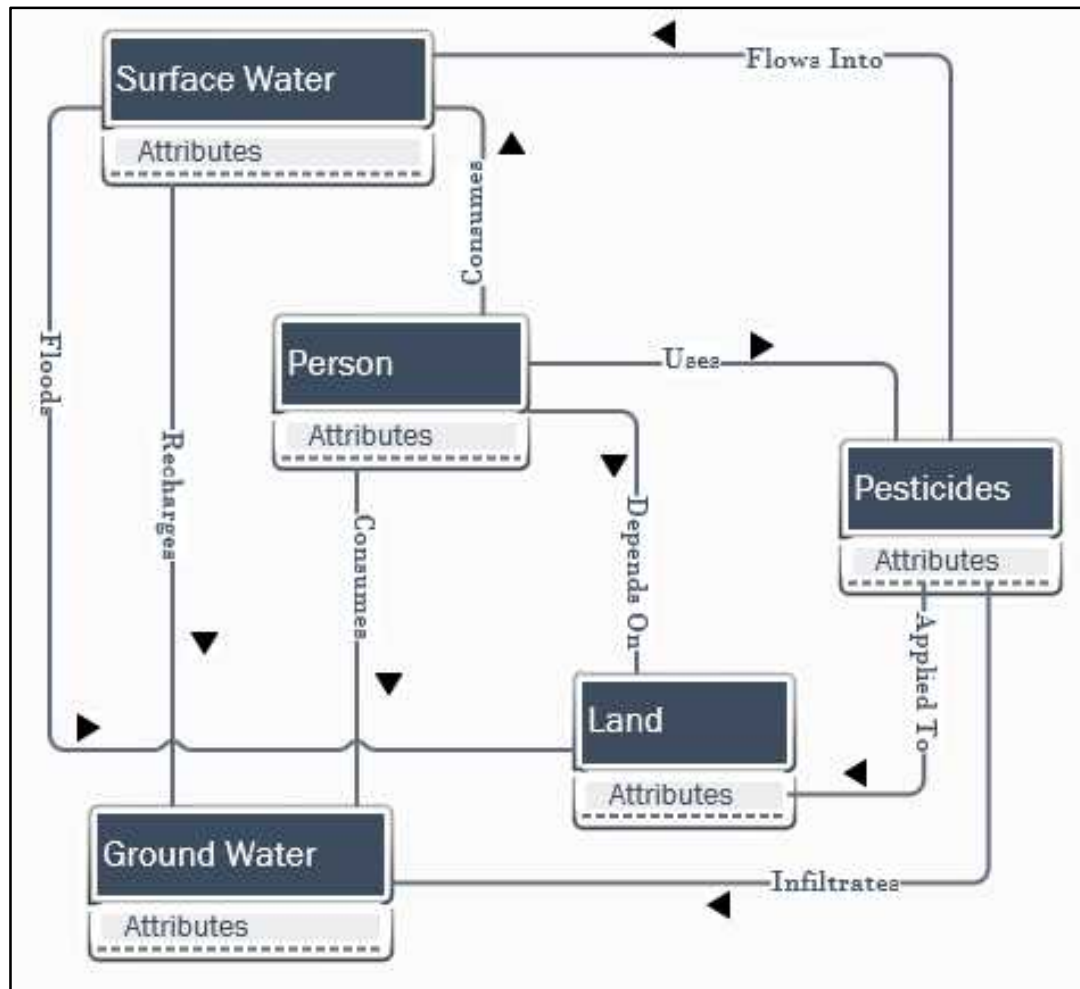 Flows Into
Surface Water
Attributes
Consumes
Floods
Person
Uses
Attributes
Recharges
Consumes
Depends On
Pesticides
Attributes
Applied To
Land
Attributes
Ground Water
Infiltrates
Attributes